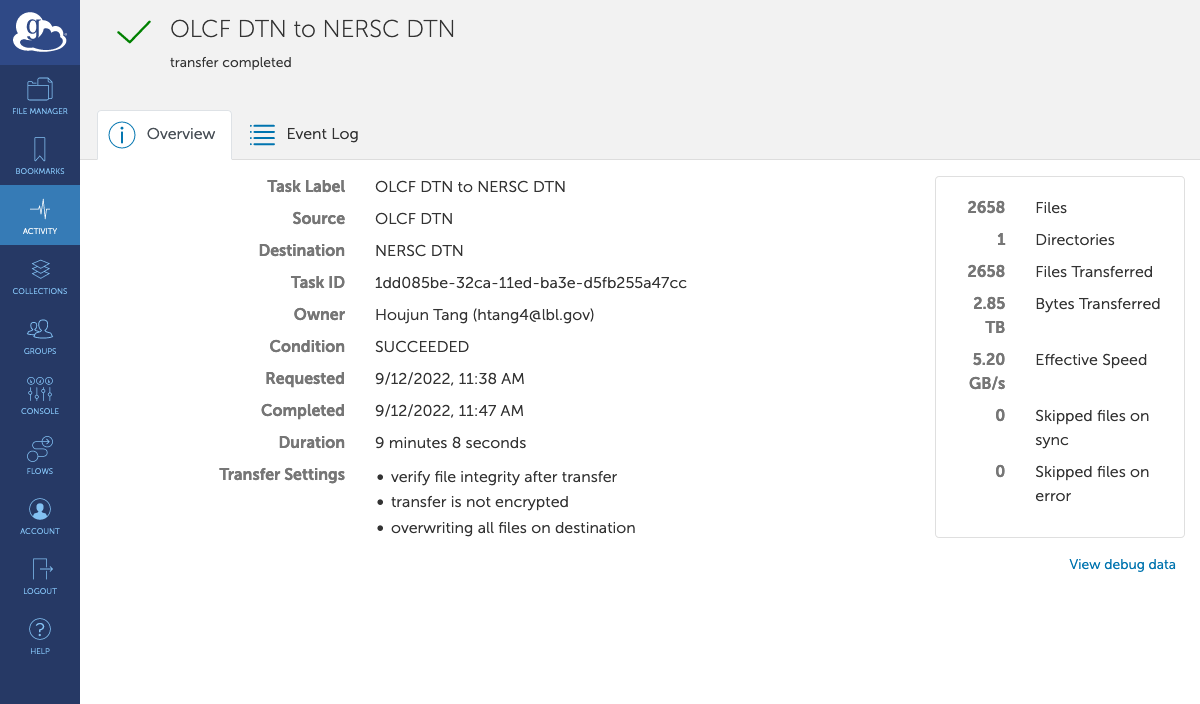 g
OLCF DTN to NERSC DTN
transfer completed
FILE MANAGER
BOOKMARKS
ACTIVITY
COLLECTIONS
GROUPS
CONSOLE
FLOWS
ACCOUNT
LOGOUT
?
HELP
i Overview
Event Log
Task Label OLCF DTN to NERSC DTN
Source OLCF DTN
Destination NERSC DTN
Task ID 1dd085be-32ca-11ed-ba3e-d5fb255a47cc
Owner Houjun Tang (htang4@lbl.gov)
Condition SUCCEEDED
Requested 9/12/2022, 11:38 AM
Completed 9/12/2022, 11:47 AM
Duration 9 minutes 8 seconds
Transfer Settings • verify file integrity after transfer
• transfer is not encrypted
• overwriting all files on destination
2658 Files
1 Directories
2658 Files Transferred
2.85 Bytes Transferred
TB
5.20 Effective Speed
GB/s
0 Skipped files on
sync
0 Skipped files on
error
View debug data